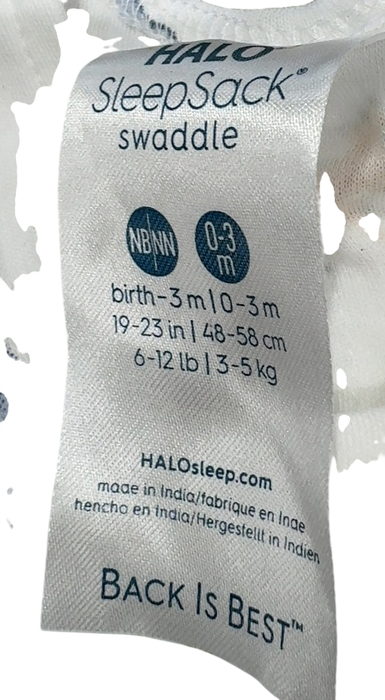 HALO
SleepSack®
swaddle
NB|NN 0-3 m
birth-3 m | 0-3 m
19-23 in | 48-58 cm
6-12 lb | 3-5 kg
HALOsleep.com
made in India/fabrique en Inde
hencho en India/Hergestellt in Indien
BACK IS BEST™